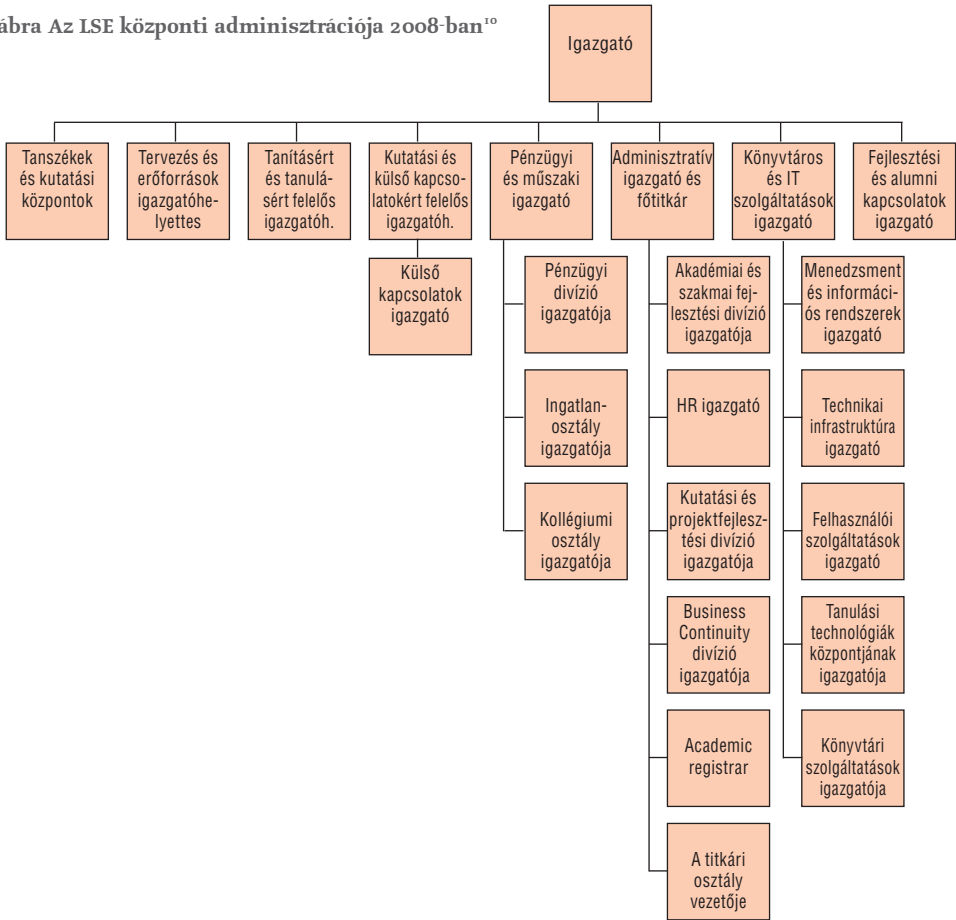 ábra Az LSE központi adminisztrációja 2008-ban¹⁰
Igazgató
Tanszékek
és kutatási
központok
Tervezés és
erőforrások
igazgatóhe-
lyettes
Tanításért
és tanulá-
sért felelős
igazgatóh.
Kutatási és
külső kapcso-
latokért felelős
igazgatóh.
Pénzügyi
és műszaki
igazgató
Adminisztratív
igazgató és
főtitkár
Könyvtáros
és IT
szolgáltatások
igazgató
Fejlesztési
és alumni
kapcsolatok
igazgató
Külső
kapcsolatok
igazgató
Pénzügyi
divízió
igazgatója
Ingatlan-
osztály
igazgatója
Kollégiumi
osztály
igazgatója
Akadémiai és
szakmai fej-
lesztési divízió
igazgatója
HR igazgató
Kutatási és
projektfejlesz-
tési divízió
igazgatója
Business
Continuity
divízió
igazgatója
Academic
registrar
A titkári
osztály
vezetője
Menedzsment
és információ-
ós rendszerek
igazgató
Technikai
infrastruktúra
igazgató
Felhasználói
szolgáltatások
igazgató
Tanulási
technológiák
központjának
igazgatója
Könyvtári
szolgáltatások
igazgatója